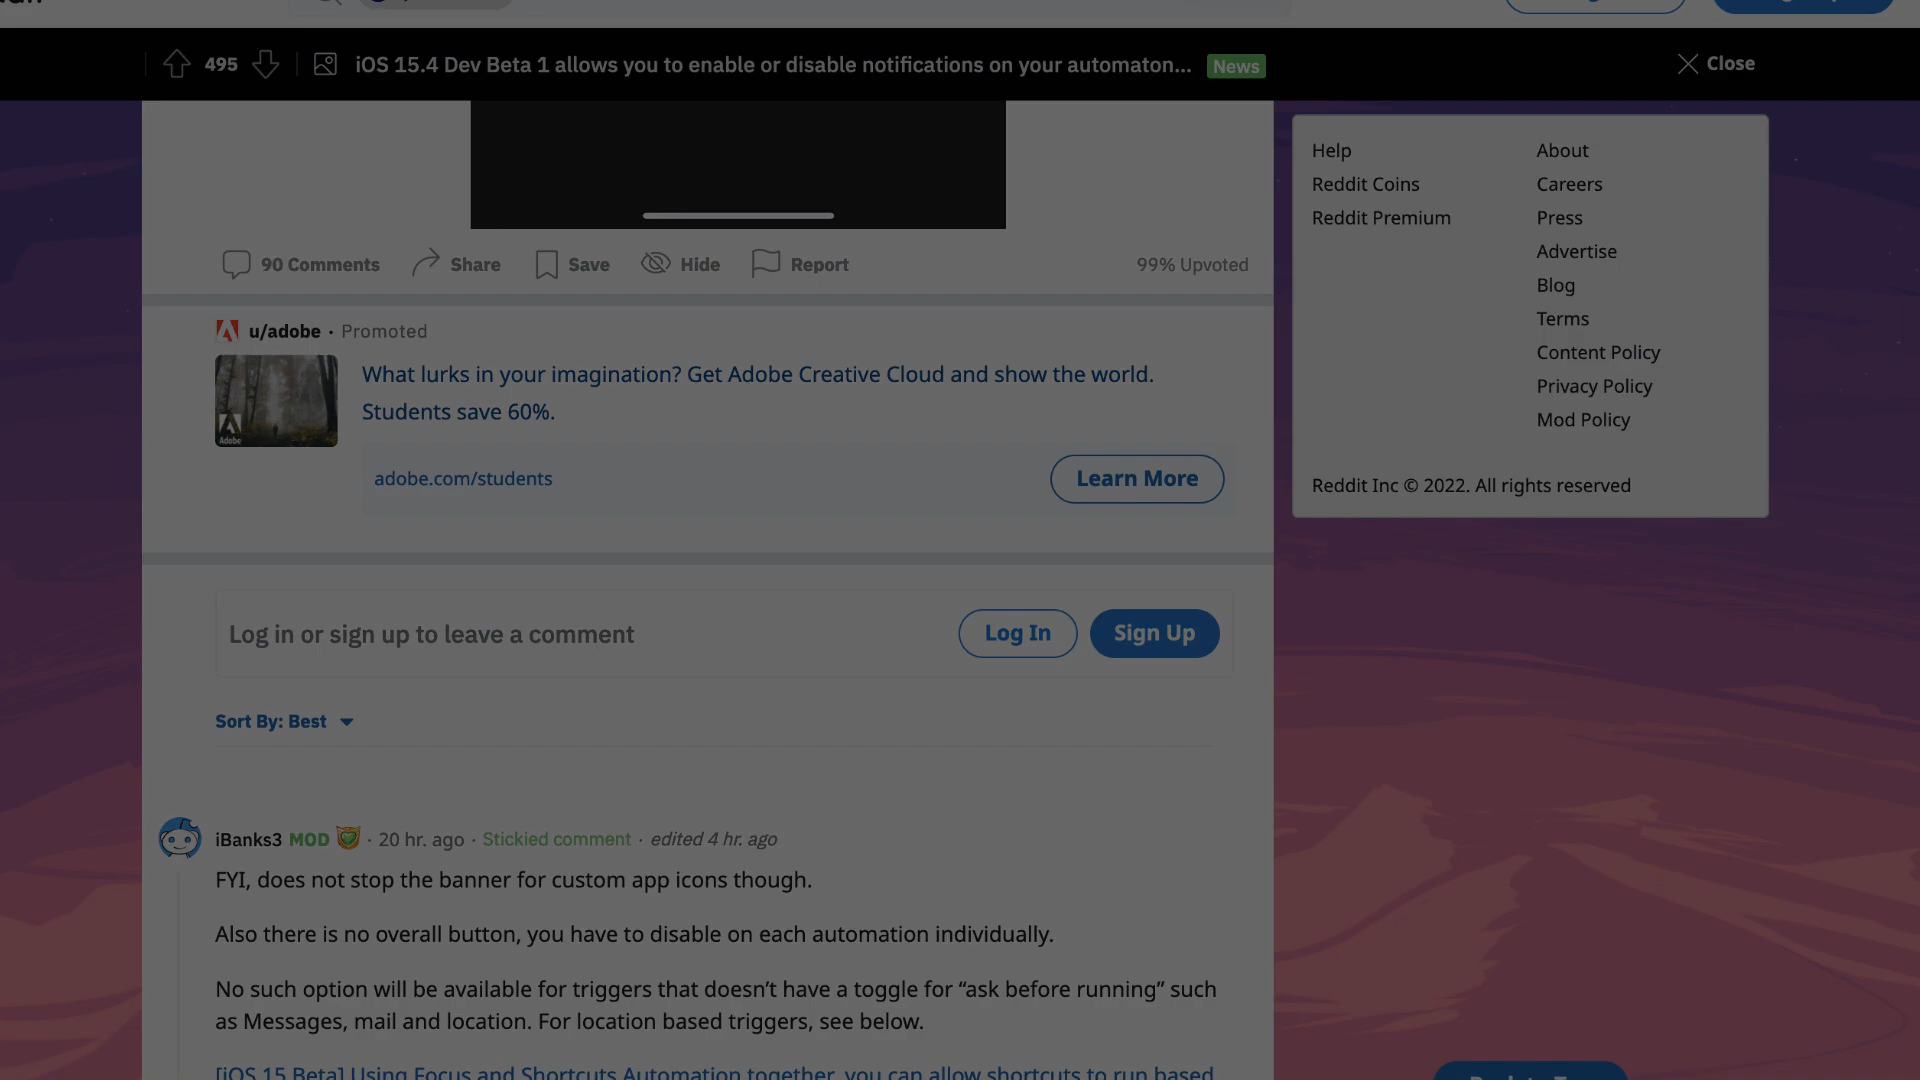 495 iOS 15.4 Dev Beta 1 allows you to enable or disable notifications on your automaton... News Close
90 Comments Share Save Hide Report 99% Upvoted
u/adobe · Promoted
What lurks in your imagination? Get Adobe Creative Cloud and show the world.
Students save 60%.
Adobe
adobe.com/students Learn More
Log in or sign up to leave a comment Log In Sign Up
Sort By: Best
iBanks3 MOD · 20 hr. ago · Stickied comment · edited 4 hr. ago
FYI, does not stop the banner for custom app icons though.
Also there is no overall button, you have to disable on each automation individually.
No such option will be available for triggers that doesn’t have a toggle for “ask before running” such
as Messages, mail and location. For location based triggers, see below.
[iOS 15 Beta] Using Focus and Shortcuts Automation together, you can allow shortcuts to run based
Help About
Reddit Coins Careers
Reddit Premium Press
Advertise
Blog
Terms
Content Policy
Privacy Policy
Mod Policy
Reddit Inc © 2022. All rights reserved